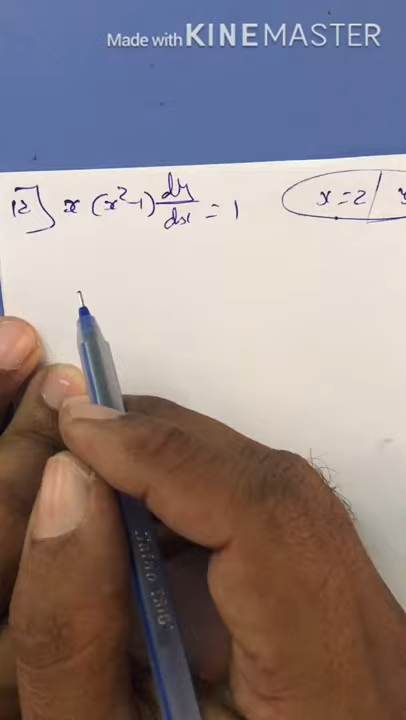 Made with KINEMASTER
12] x (x²-1) dy/dx = 1 x=2 /